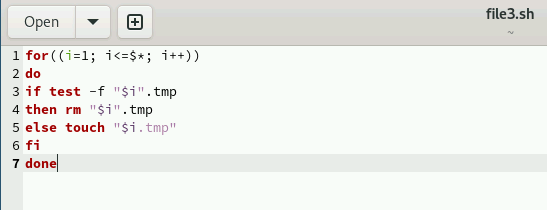 Open
file3.sh
~
1 for((i=1; i<=$*; i++))
2 do
3 if test -f "$i".tmp
4 then rm "$i".tmp
5 else touch "$i.tmp"
6 fi
7 done